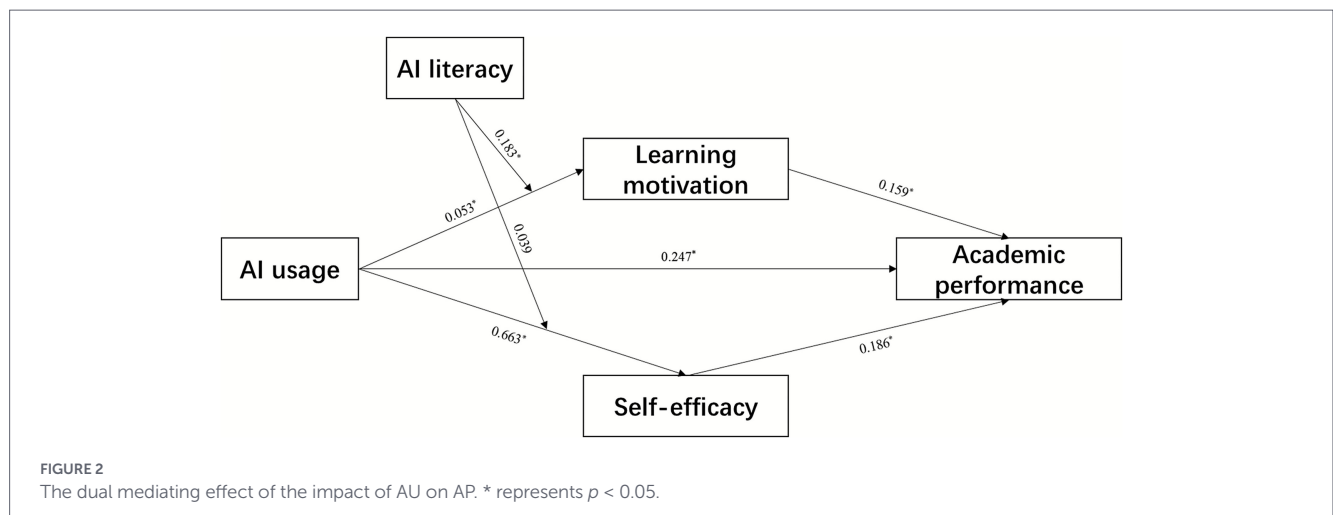 AI literacy
0.183*
Learning
motivation
0.159*
0.053*
0.039
AI usage
0.247*
Academic
performance
0.663*
0.186*
Self-efficacy
FIGURE 2
The dual mediating effect of the impact of AU on AP. * represents p < 0.05.